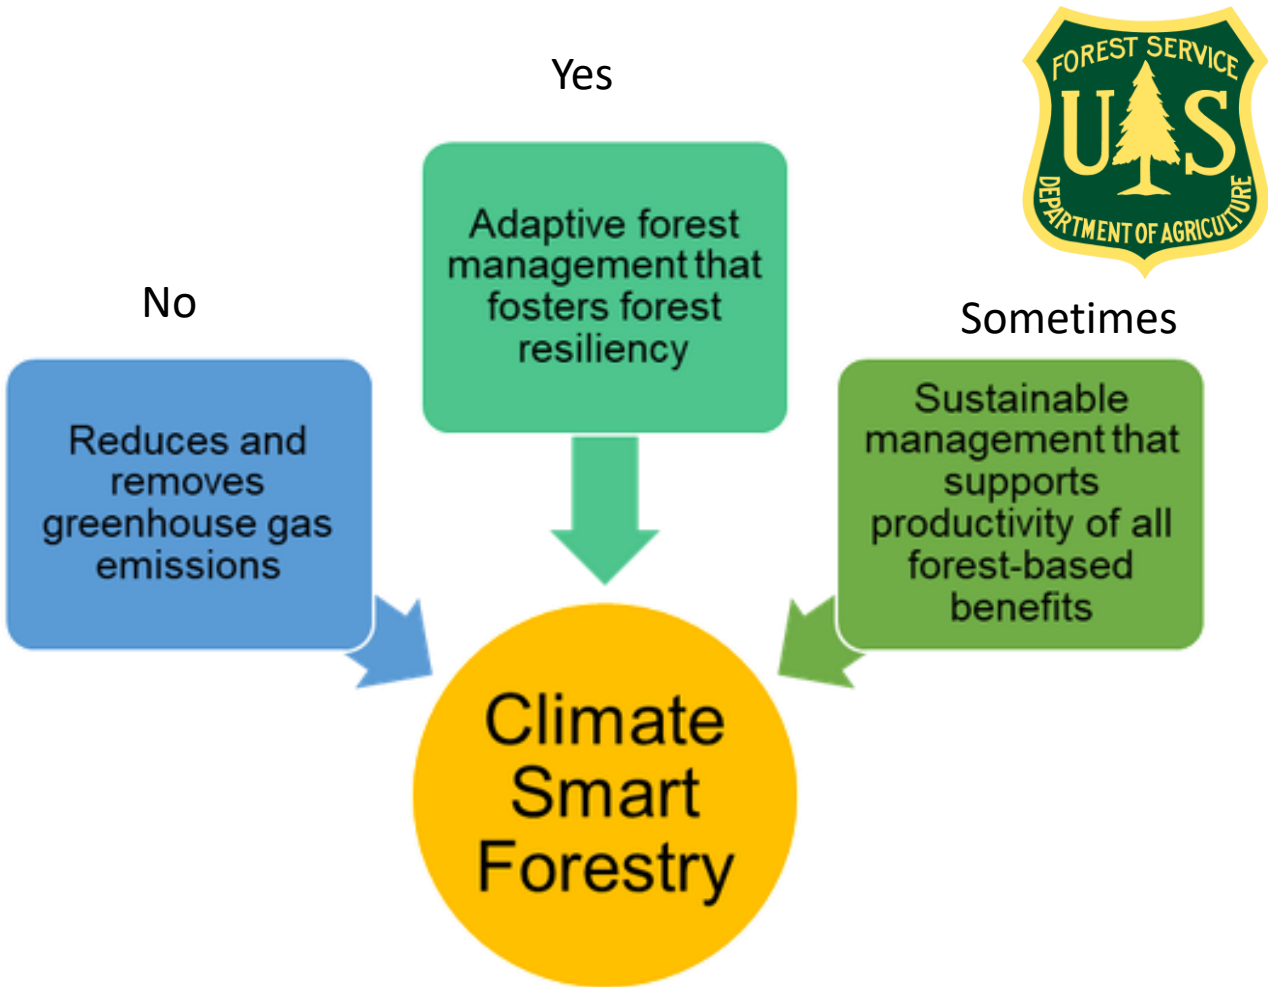 Yes
FOREST SERVICE
U S
DEPARTMENT OF AGRICULTURE
Adaptive forest
management that
fosters forest
resiliency
No
Sometimes
Reduces and
removes
greenhouse gas
emissions
Sustainable
management that
supports
productivity of all
forest-based
benefits
Climate
Smart
Forestry